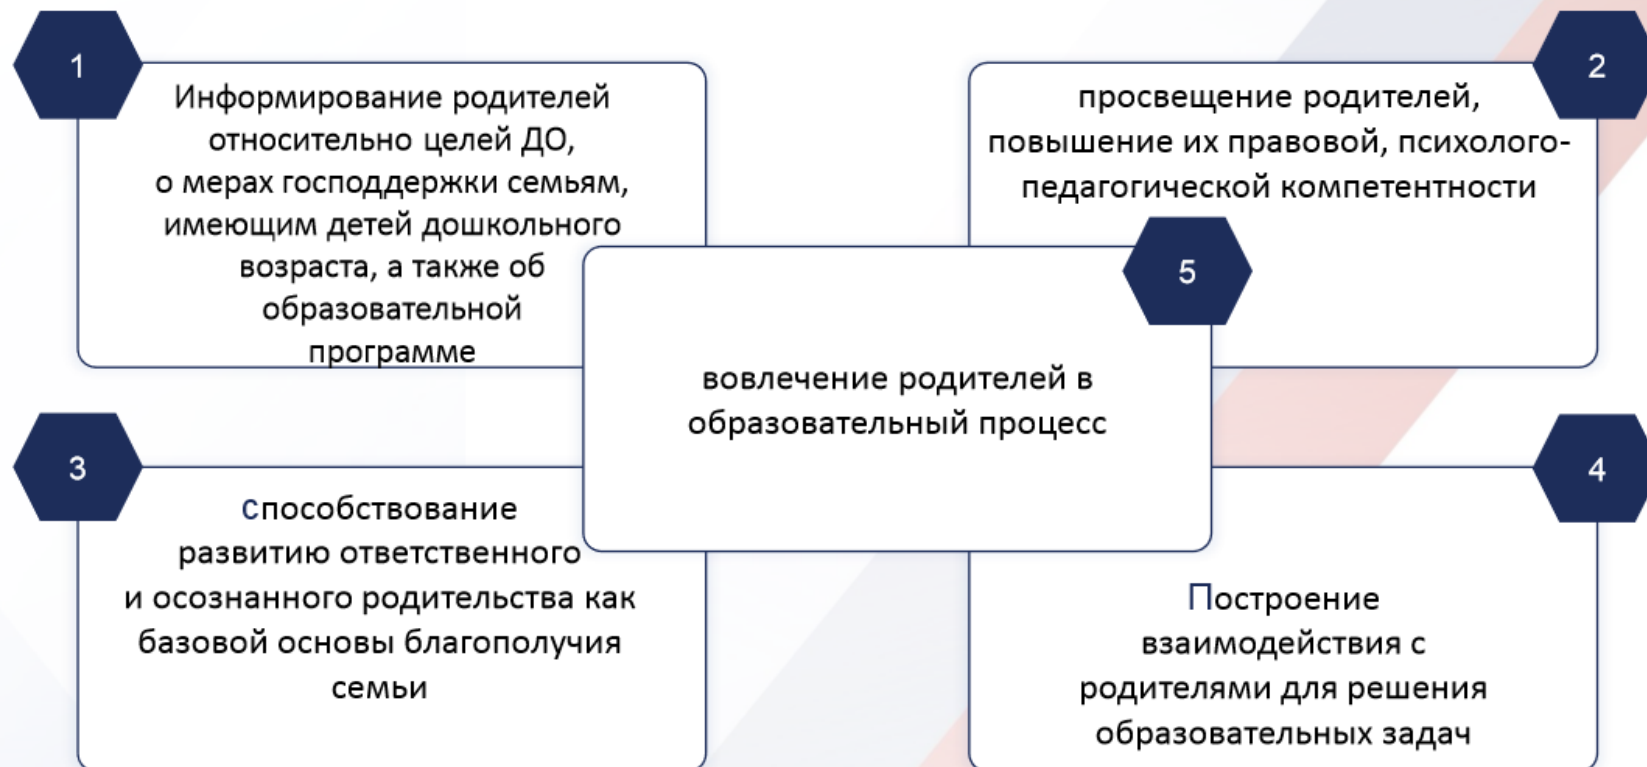 1
Информирование родителей
относительно целей ДО,
о мерах господдержки семьям,
имеющим детей дошкольного
возраста, а также об
образовательной
программе
2
просвещение родителей,
повышение их правовой, психолого-
педагогической компетентности
3
способствование
развитию ответственного
и осознанного родительства как
базовой основы благополучия
семьи
4
Построение
взаимодействия с
родителями для решения
образовательных задач
5
вовлечение родителей в
образовательный процесс